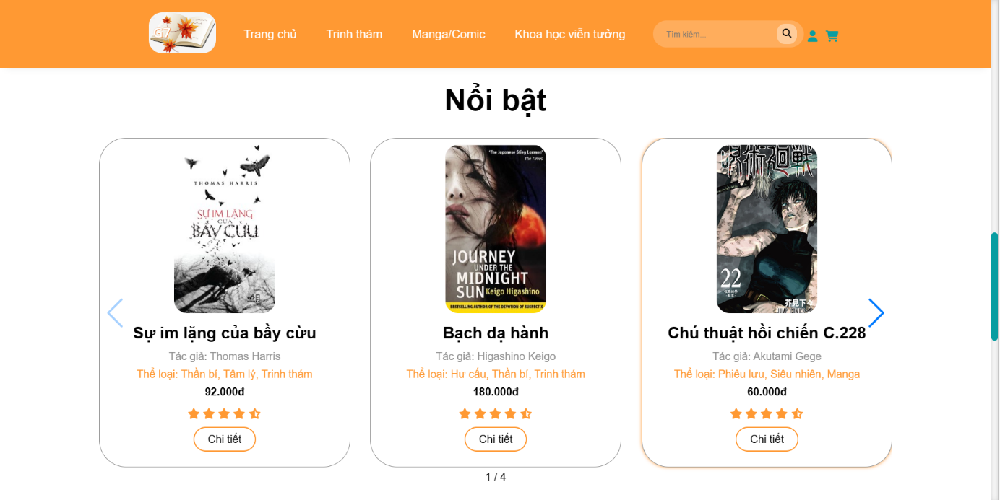 G7
Trang chủ
Trinh thám
Manga/Comic
Khoa học viễn tưởng
Tìm kiếm...
Nổi bật
THOMAS HARRIS
SỰ IM LẶNG
CỦA
BẦY CỪU
Sự im lặng của bầy cừu
Tác giả: Thomas Harris
Thể loại: Thần bí, Tâm lý, Trinh thám
92.000đ
Chi tiết
'The Japanese Stieg Larsson'
The Times
JOURNEY
UNDER THE
MIDNIGHT
SUN Keigo Higashino
BESTSELLING AUTHOR OF THE DEVOTION OF SUSPECT X
Bạch dạ hành
Tác giả: Higashino Keigo
Thể loại: Hư cấu, Thần bí, Trinh thám
180.000đ
Chi tiết
呪術廻戦
22
芥見下々
JUMP COMICS
Chú thuật hồi chiến C.228
Tác giả: Akutami Gege
Thể loại: Phiêu lưu, Siêu nhiên, Manga
60.000đ
Chi tiết
1 / 4